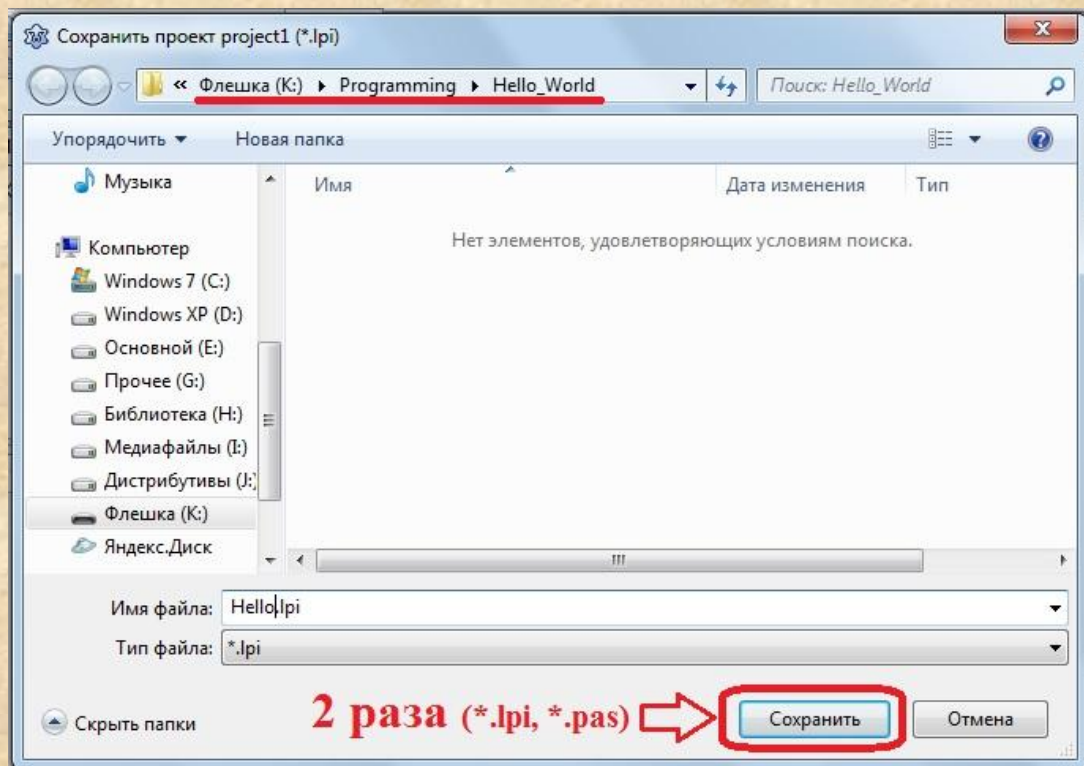 Сохранить проект project1 (*.lpi)
« Флешка (K:) Programming Hello_World
Поиск: Hello_World
Упорядочить Новая папка
Имя Дата изменения Тип
Нет элементов, удовлетворяющих условиям поиска.
Музыка
Компьютер
Windows 7 (C:)
Windows XP (D:)
Основной (E:)
Прочее (G:)
Библиотека (H:)
Медиафайлы (I:)
Дистрибутивы (J:)
Флешка (K:)
Яндекс.Диск
Имя файла: Hello.lpi
Тип файла: *.lpi
Скрыть папки
2 раза (*.lpi, *.pas)
Сохранить
Отмена